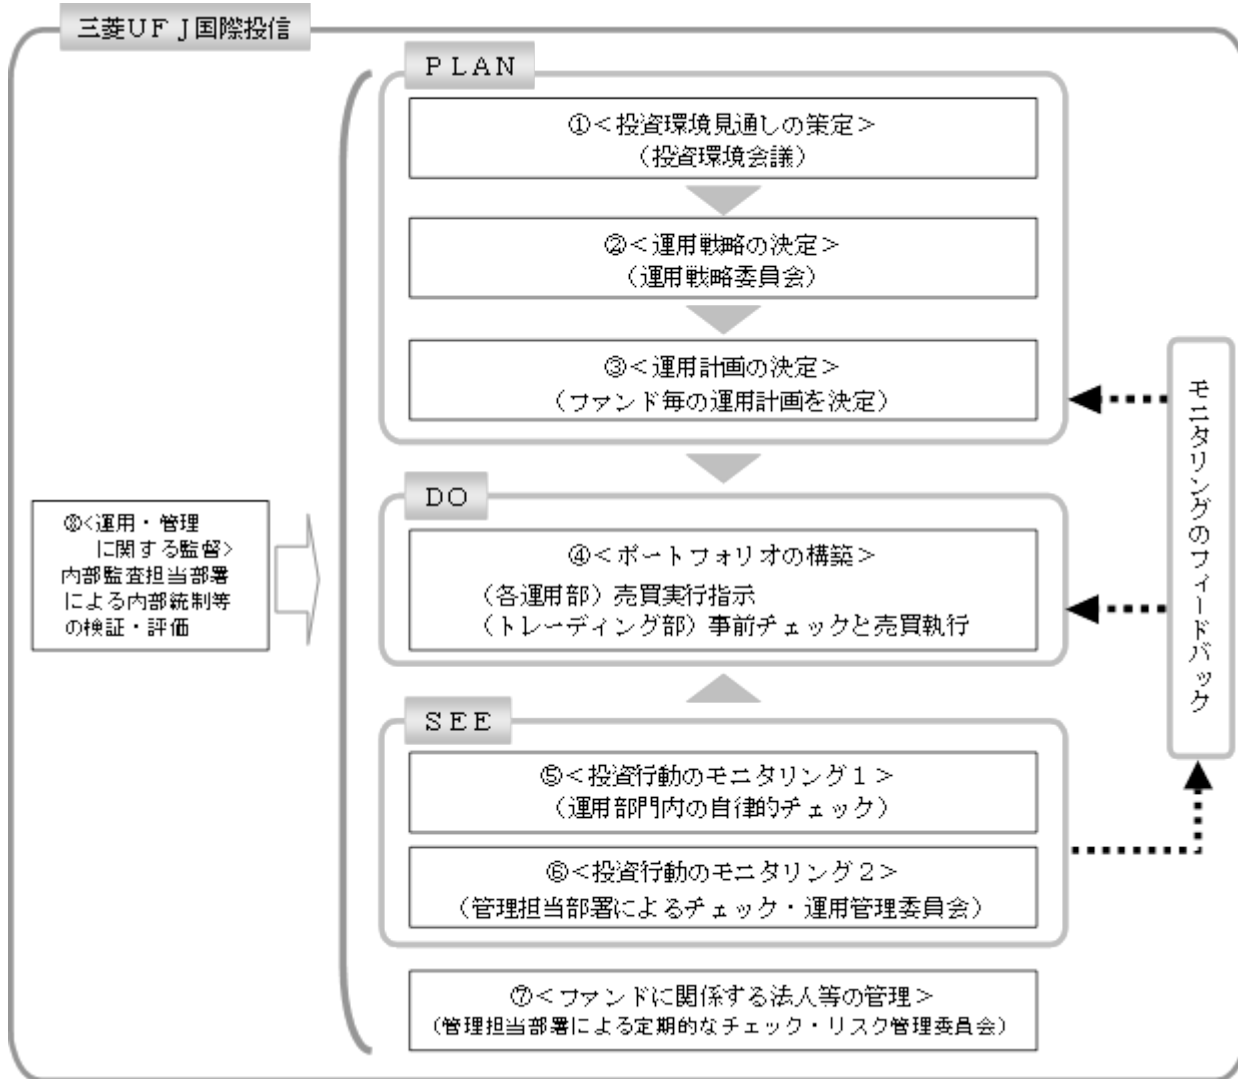 三菱UFJ国際投信
PLAN
①<投資環境見通しの策定>
(投資環境会議)
②<運用戦略の決定>
(運用戦略委員会)
③<運用計画の決定>
(ファンド毎の運用計画を決定)
DO
④<ポートフォリオの構築>
(各運用部)売買実行指示
(トレーディング部)事前チェックと売買執行
SEE
⑤<投資行動のモニタリング1>
(運用部門内の自律的チェック)
⑥<投資行動のモニタリング2>
(管理担当部署によるチェック・運用管理委員会)
⑦<ファンドに関係する法人等の管理>
(管理担当部署による定期的なチェック・リスク管理委員会)
⑧<運用・管理
に関する監督>
内部監査担当部署
による内部統制等
の検証・評価
モニタリングのフィードバック